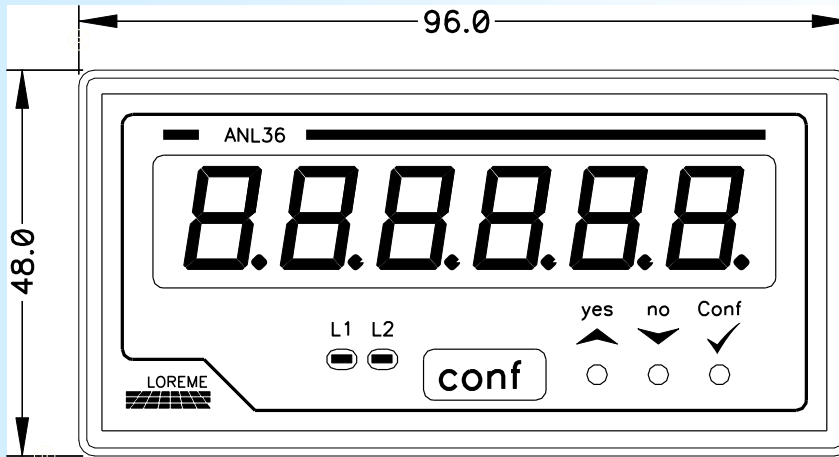 96.0
48.0
ANL36
8.8.8.8.8.8.
yes no Conf
L1 L2
conf
LOREME